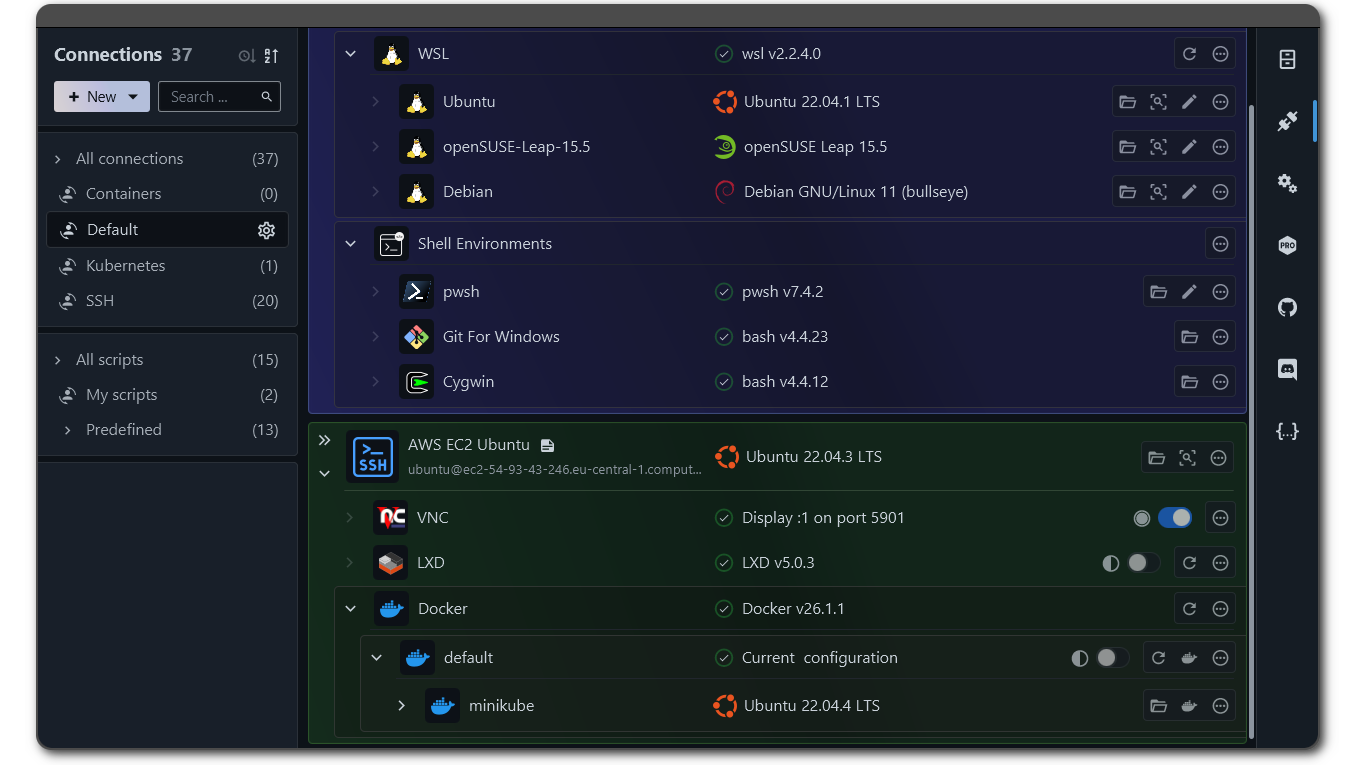 Connections 37
New
Search ...
All connections (37)
Containers (0)
Default
Kubernetes (1)
SSH (20)
All scripts (15)
My scripts (2)
Predefined (13)
WSL wsl v2.2.4.0
Ubuntu Ubuntu 22.04.1 LTS
openSUSE-Leap-15.5 openSUSE Leap 15.5
Debian Debian GNU/Linux 11 (bullseye)
Shell Environments
pwsh pwsh v7.4.2
Git For Windows bash v4.4.23
Cygwin bash v4.4.12
SSH
AWS EC2 Ubuntu Ubuntu 22.04.3 LTS
ubuntu@ec2-54-93-43-246.eu-central-1.comput...
VNC Display :1 on port 5901
LXD LXD v5.0.3
Docker Docker v26.1.1
default Current configuration
minikube Ubuntu 22.04.4 LTS
PRO